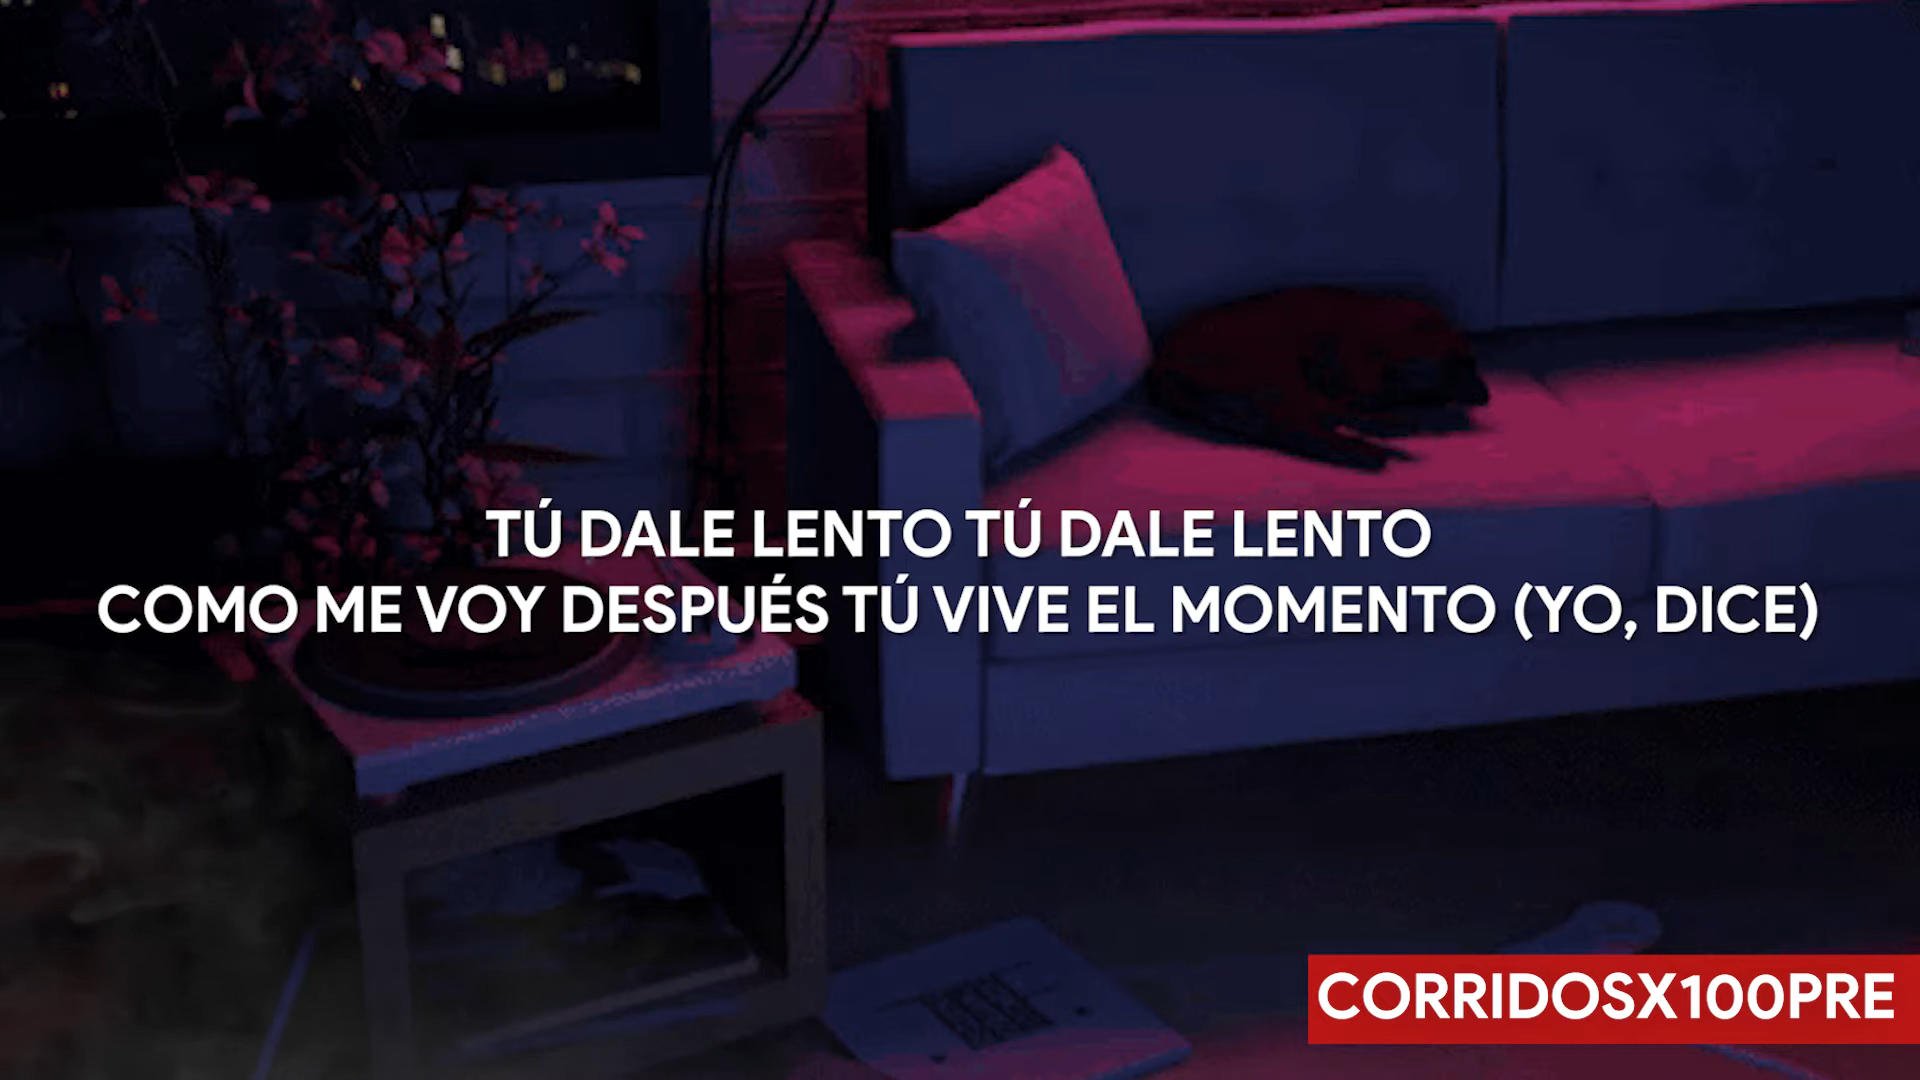 TÚ DALE LENTO TÚ DALE LENTO
COMO ME VOY DESPUÉS TÚ VIVE EL MOMENTO (YO, DICE)
CORRIDOSX100PRE